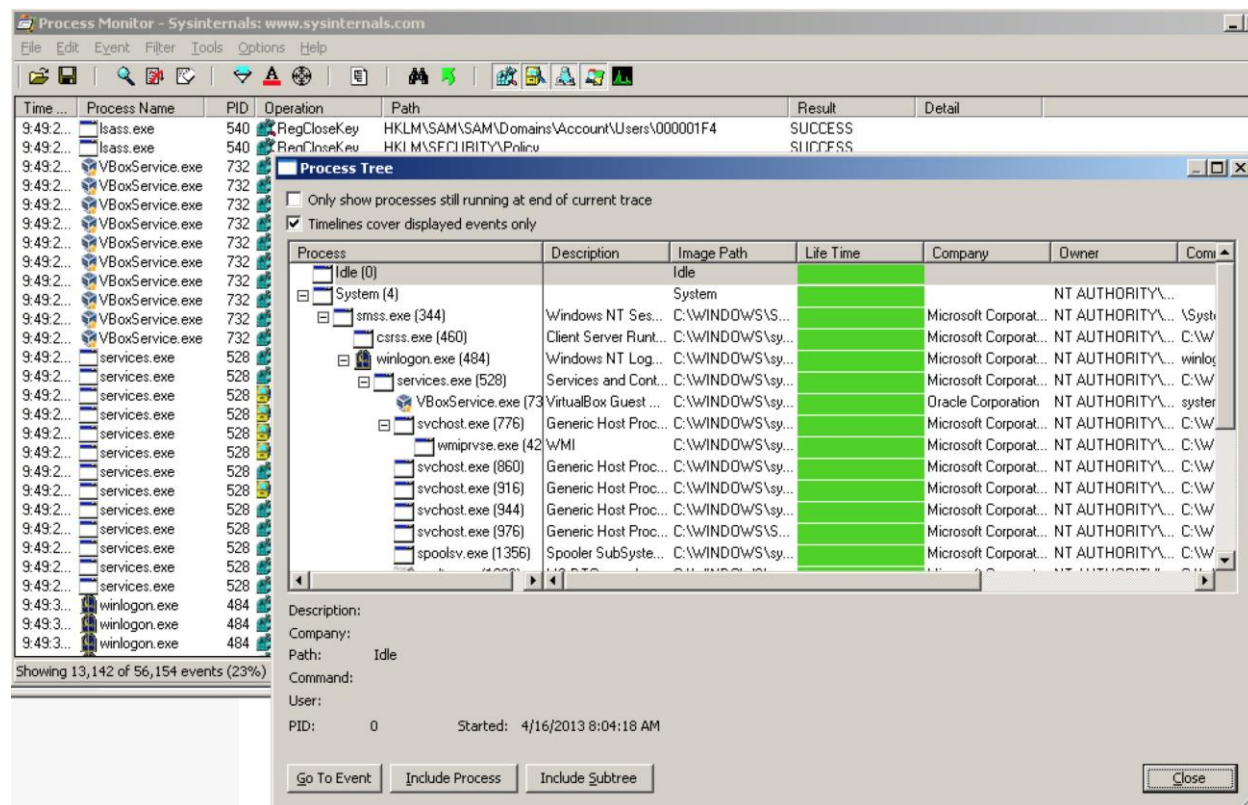 Process Monitor - Sysinternals: www.sysinternals.com
File Edit Event Filter Tools Options Help
Time ... Process Name PID Operation Path Result Detail
9:49:2... lsass.exe 540 RegCloseKey HKLM\SAM\SAM\Domains\Account\Users\000001F4 SUCCESS
9:49:2... lsass.exe 540 RegCloseKey HKLM\SECURITY\Policy SUCCESS
9:49:2... VBoxService.exe 732
9:49:2... VBoxService.exe 732
9:49:2... VBoxService.exe 732
9:49:2... VBoxService.exe 732
9:49:2... VBoxService.exe 732
9:49:2... VBoxService.exe 732
9:49:2... VBoxService.exe 732
9:49:2... VBoxService.exe 732
9:49:2... VBoxService.exe 732
9:49:2... VBoxService.exe 732
9:49:2... services.exe 528
9:49:2... services.exe 528
9:49:2... services.exe 528
9:49:2... services.exe 528
9:49:2... services.exe 528
9:49:2... services.exe 528
9:49:2... services.exe 528
9:49:2... services.exe 528
9:49:2... services.exe 528
9:49:2... services.exe 528
9:49:2... services.exe 528
9:49:2... services.exe 528
9:49:2... services.exe 528
9:49:3... winlogon.exe 484
9:49:3... winlogon.exe 484
9:49:3... winlogon.exe 484
Showing 13,142 of 56,154 events (23%)
Process Tree
Only show processes still running at end of current trace
Timelines cover displayed events only
Process Description Image Path Life Time Company Owner
Idle (0) Idle
System (4) System NT AUTHORITY\...
smss.exe (344) Windows NT Ses... C:\WINDOWS\S... Microsoft Corporat... NT AUTHORITY\... \Syst
csrss.exe (460) Client Server Runt... C:\WINDOWS\sy... Microsoft Corporat... NT AUTHORITY\... C:\W
winlogon.exe (484) Windows NT Log... C:\WINDOWS\sy... Microsoft Corporat... NT AUTHORITY\... winlog
services.exe (528) Services and Cont... C:\WINDOWS\sy... Microsoft Corporat... NT AUTHORITY\... C:\W
VBoxService.exe (73 VirtualBox Guest ... C:\WINDOWS\sy... Oracle Corporation NT AUTHORITY\... system
svchost.exe (776) Generic Host Proc... C:\WINDOWS\sy... Microsoft Corporat... NT AUTHORITY\... C:\W
wmiprvse.exe (42 WMI C:\WINDOWS\sy... Microsoft Corporat... NT AUTHORITY\... C:\W
svchost.exe (860) Generic Host Proc... C:\WINDOWS\sy... Microsoft Corporat... NT AUTHORITY\... C:\W
svchost.exe (916) Generic Host Proc... C:\WINDOWS\sy... Microsoft Corporat... NT AUTHORITY\... C:\W
svchost.exe (944) Generic Host Proc... C:\WINDOWS\sy... Microsoft Corporat... NT AUTHORITY\... C:\W
svchost.exe (976) Generic Host Proc... C:\WINDOWS\S... Microsoft Corporat... NT AUTHORITY\... C:\W
spoolsv.exe (1356) Spooler SubSyste... C:\WINDOWS\sy... Microsoft Corporat... NT AUTHORITY\... C:\W
Description:
Company:
Path: Idle
Command:
User:
PID: 0 Started: 4/16/2013 8:04:18 AM
Go To Event Include Process Include Subtree Close